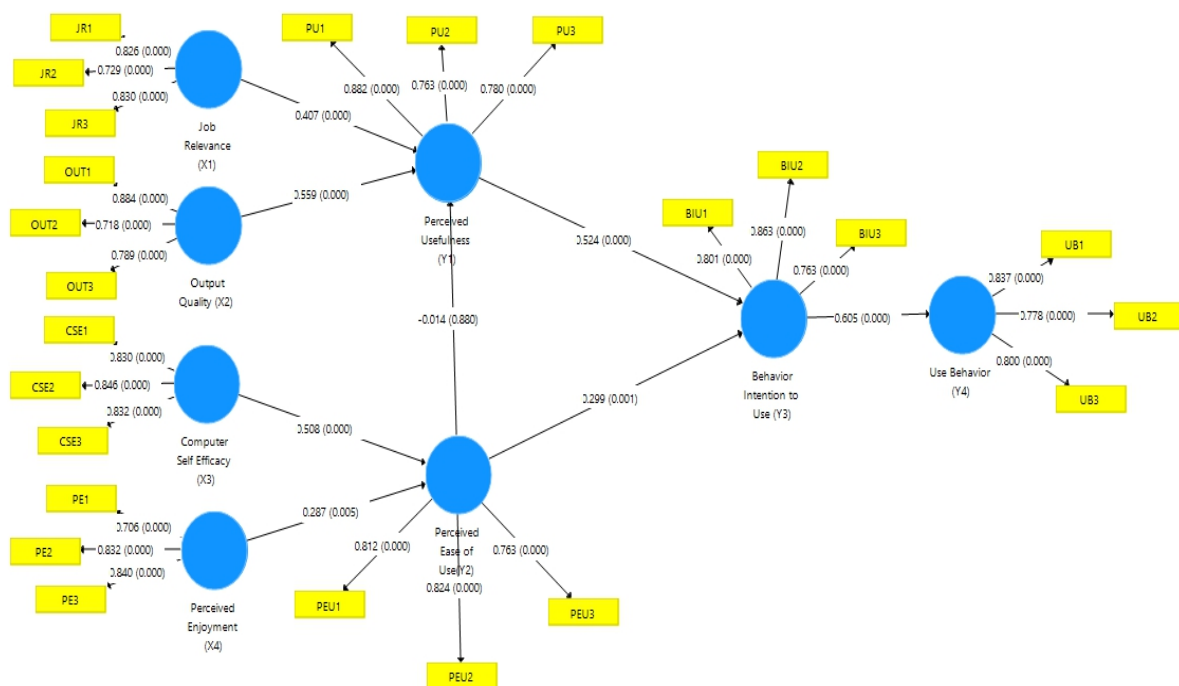 JR1
0.826 (0.000)
JR2
0.729 (0.000)
0.830 (0.000)
JR3
Job
Relevance
(X1)
OUT1
0.884 (0.000)
OUT2
0.718 (0.000)
0.789 (0.000)
OUT3
Output
Quality (X2)
CSE1
0.830 (0.000)
CSE2
0.846 (0.000)
0.832 (0.000)
CSE3
Computer
Self Efficacy
(X3)
PE1
0.706 (0.000)
PE2
0.832 (0.000)
0.840 (0.000)
PE3
Perceived
Enjoyment
(X4)
PU1
PU2
PU3
0.882 (0.000)
0.763 (0.000)
0.780 (0.000)
0.407 (0.000)
0.559 (0.000)
Perceived
Usefulness
(Y1)
-0.014 (0.880)
0.508 (0.000)
0.287 (0.005)
Perceived
Ease of
Use(Y2)
0.812 (0.000)
0.824 (0.000)
0.763 (0.000)
PEU1
PEU2
PEU3
0.524 (0.000)
0.299 (0.001)
BIU1
BIU2
BIU3
0.801 (0.000)
0.863 (0.000)
0.763 (0.000)
Behavior
Intention to
Use (Y3)
0.605 (0.000)
UB1
0.837 (0.000)
UB2
0.778 (0.000)
0.800 (0.000)
UB3
Use Behavior
(Y4)